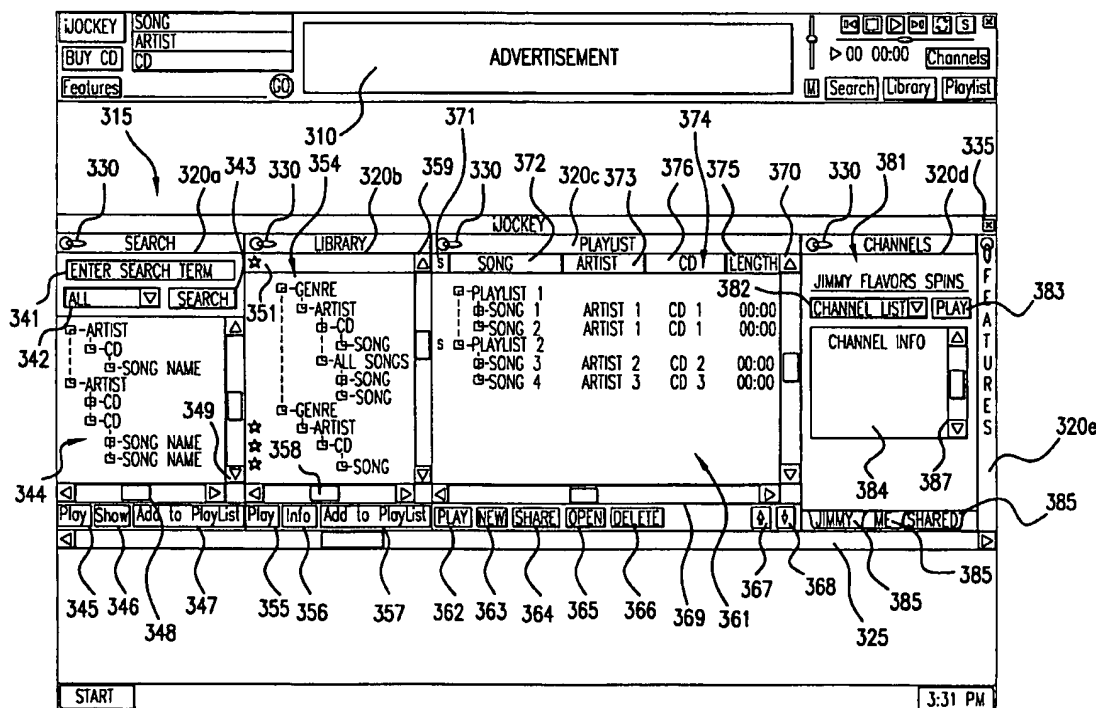 iJOCKEY SONG
ARTIST
BUY CD CD
Features GO
ADVERTISEMENT
S
00 00:00 Channels
M Search Library Playlist
315 371 374
310
330 343 330 354 359 330 372 376 375 370 330 381 335
320a 320b 320c 373 320d
iJOCKEY
SEARCH LIBRARY PLAYLIST CHANNELS
S SONG ARTIST CD LENGTH
ENTER SEARCH TERM
ALL SEARCH
341
342
351
ARTIST
CD
SONG NAME
ARTIST
CD
CD
SONG NAME
SONG NAME
349
344
GENRE
ARTIST
CD
SONG
ALL SONGS
SONG
SONG
GENRE
ARTIST
CD
SONG
358
PLAYLIST 1
SONG 1 ARTIST 1 CD 1 00:00
SONG 2 ARTIST 1 CD 1 00:00
S PLAYLIST 2
SONG 3 ARTIST 2 CD 2 00:00
SONG 4 ARTIST 3 CD 3 00:00
JIMMY FLAVORS SPINS
382 383
CHANNEL LIST PLAY
CHANNEL INFO
384 387
FEATURES
320e
Play Show Add to PlayList Play Info Add to PlayList PLAY NEW SHARE OPEN DELETE
JIMMY ME SHARED 385
345 346 347 355 356 357 362 363 364 365 366 369 361 367 368 385 385
348 325
START 3:31 PM